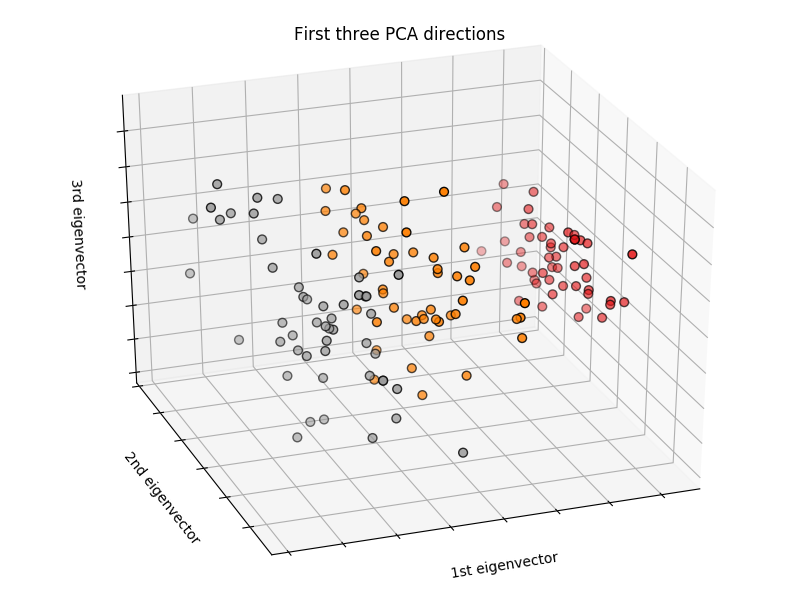 First three PCA directions
3rd eigenvector
2nd eigenvector
1st eigenvector